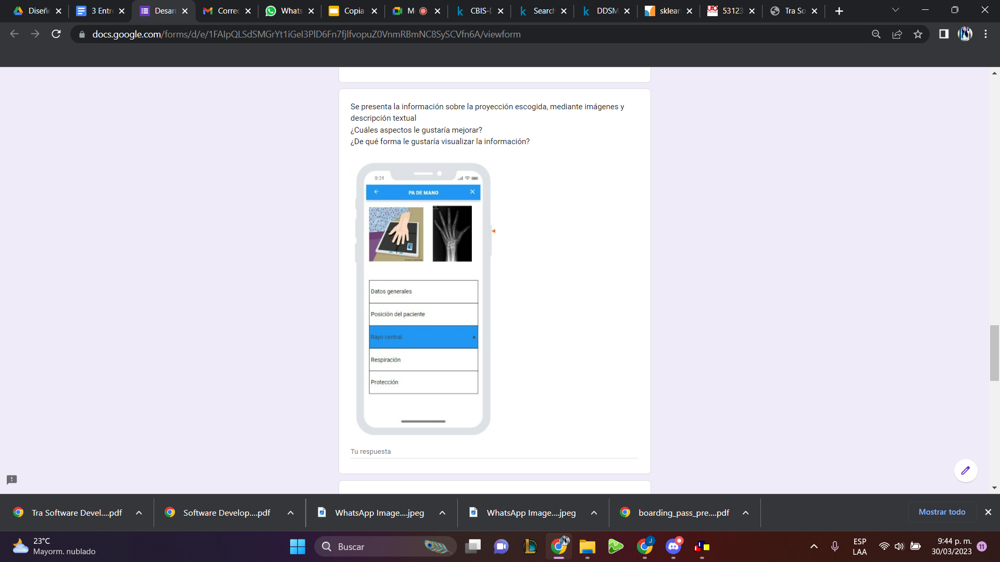 Diseñ
3 Entr
Desarr
Correc
Whats
Copia
M
CBIS-D
Search
DDSM
sklear
53123
Tra So
docs.google.com/forms/d/e/1FAIpQLSdSMGrYt1iGeI3PlD6Fn7fjlfvopuZ0VnmRBmNC8SySCVfn6A/viewform
Se presenta la información sobre la proyección escogida, mediante imágenes y
descripción textual
¿Cuáles aspectos le gustaría mejorar?
¿De qué forma le gustaría visualizar la información?
9:31
PA DE MANO
Datos generales
Posición del paciente
Rayo central
Respiración
Protección
Tu respuesta
Tra Software Devel....pdf
Software Develop....pdf
WhatsApp Image....jpeg
WhatsApp Image....jpeg
boarding_pass_pre....pdf
Mostrar todo
23°C
Mayorm. nublado
Buscar
J
ESP
LAA
9:44 p. m.
30/03/2023
11